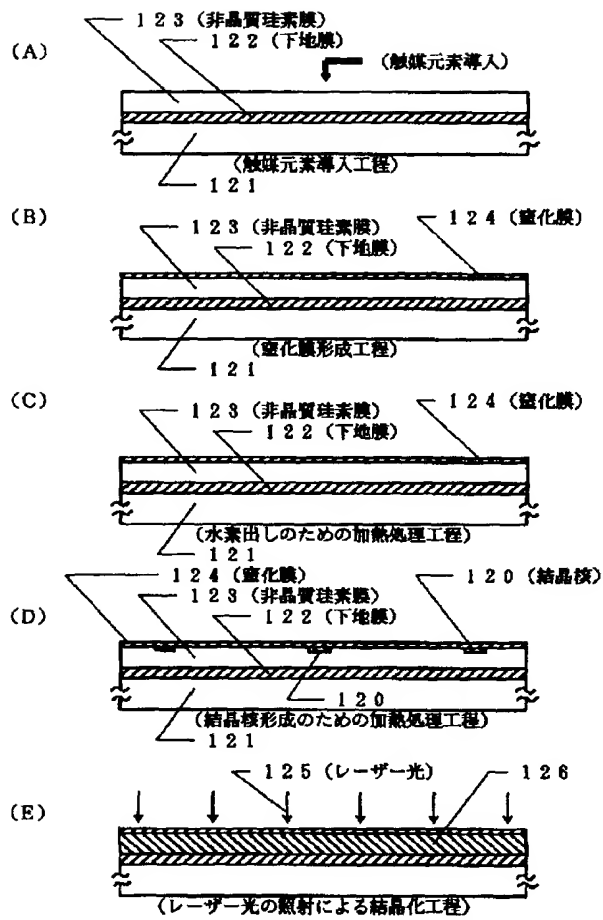 123(非晶質珪素膜)
122(下地膜)
(A)
(触媒元素導入)
(触媒元素導入工程)
121
(B)
123(非晶質珪素膜)
124(窒化膜)
122(下地膜)
(窒化膜形成工程)
121
(C)
123(非晶質珪素膜)
124(窒化膜)
122(下地膜)
(水素出しのための加熱処理工程)
121
124(窒化膜)
120(結晶核)
(D)
123(非晶質珪素膜)
122(下地膜)
120
(結晶核形成のための加熱処理工程)
121
125(レーザー光)
126
(E)
(レーザー光の照射による結晶化工程)